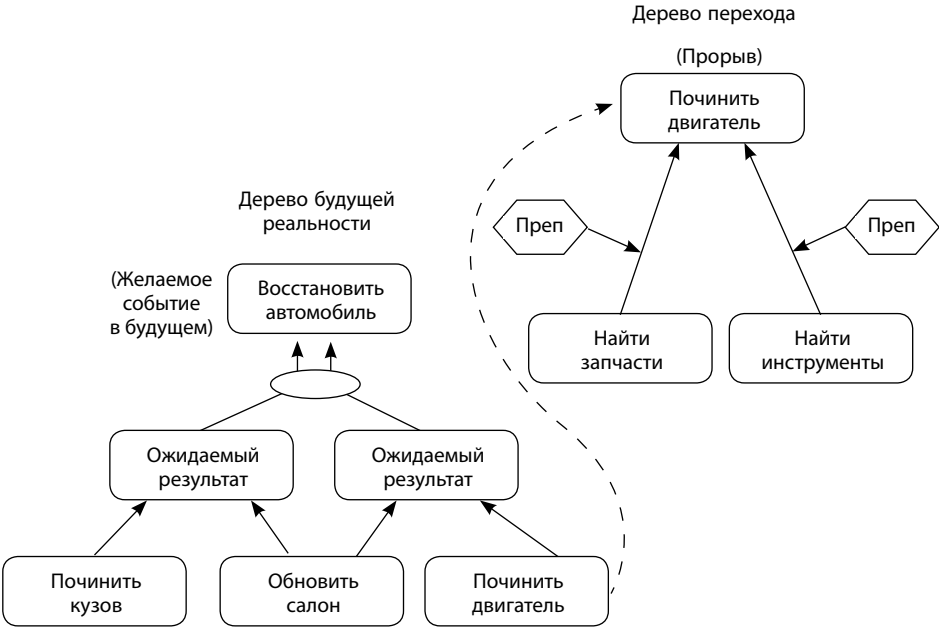 Дерево перехода
(Прорыв)
Починить
двигатель
Преп
Преп
Найти
запчасти
Найти
инструменты
Дерево будущей
реальности
(Желаемое
событие
в будущем)
Восстановить
автомобиль
Ожидаемый
результат
Ожидаемый
результат
Починить
кузов
Обновить
салон
Починить
двигатель